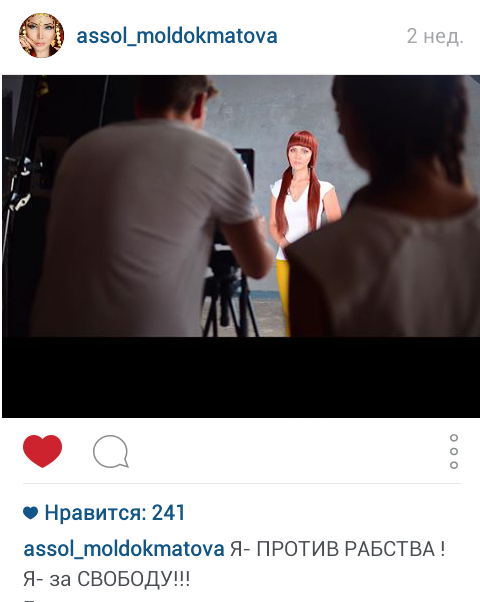 assol_moldokmatova
2 нед.
Нравится: 241
assol_moldokmatova Я- ПРОТИВ РАБСТВА !
Я- за СВОБОДУ!!!